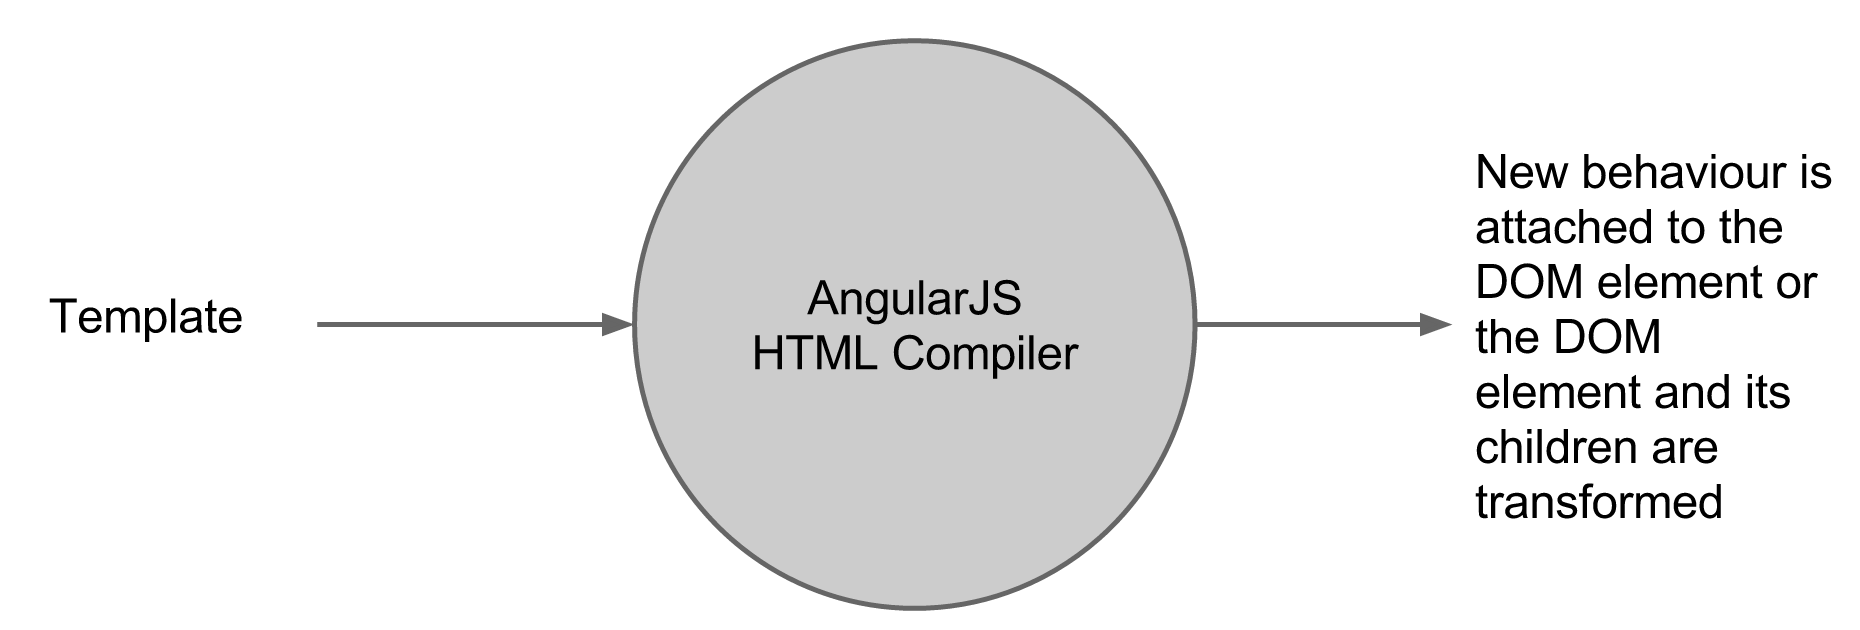 Template
AngularJS
HTML Compiler
New behaviour is
attached to the
DOM element or
the DOM
element and its
children are
transformed